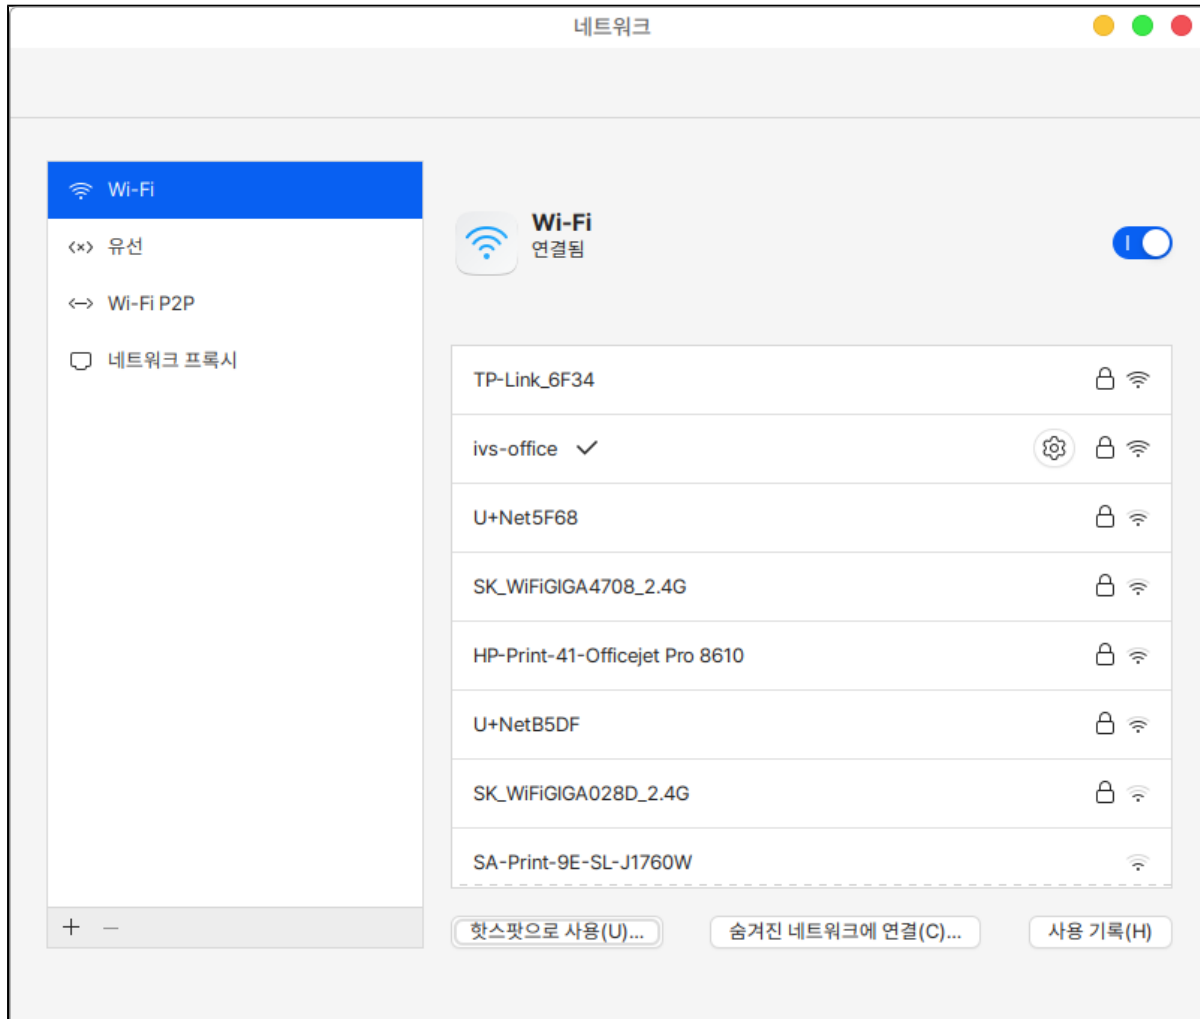 네트워크
Wi-Fi
유선
Wi-Fi P2P
네트워크 프록시
Wi-Fi
연결됨
TP-Link_6F34
ivs-office
U+Net5F68
SK_WiFiGIGA4708_2.4G
HP-Print-41-Officejet Pro 8610
U+NetB5DF
SK_WiFiGIGA028D_2.4G
SA-Print-9E-SL-J1760W
핫스팟으로 사용(U)...
숨겨진 네트워크에 연결(C)...
사용 기록(H)